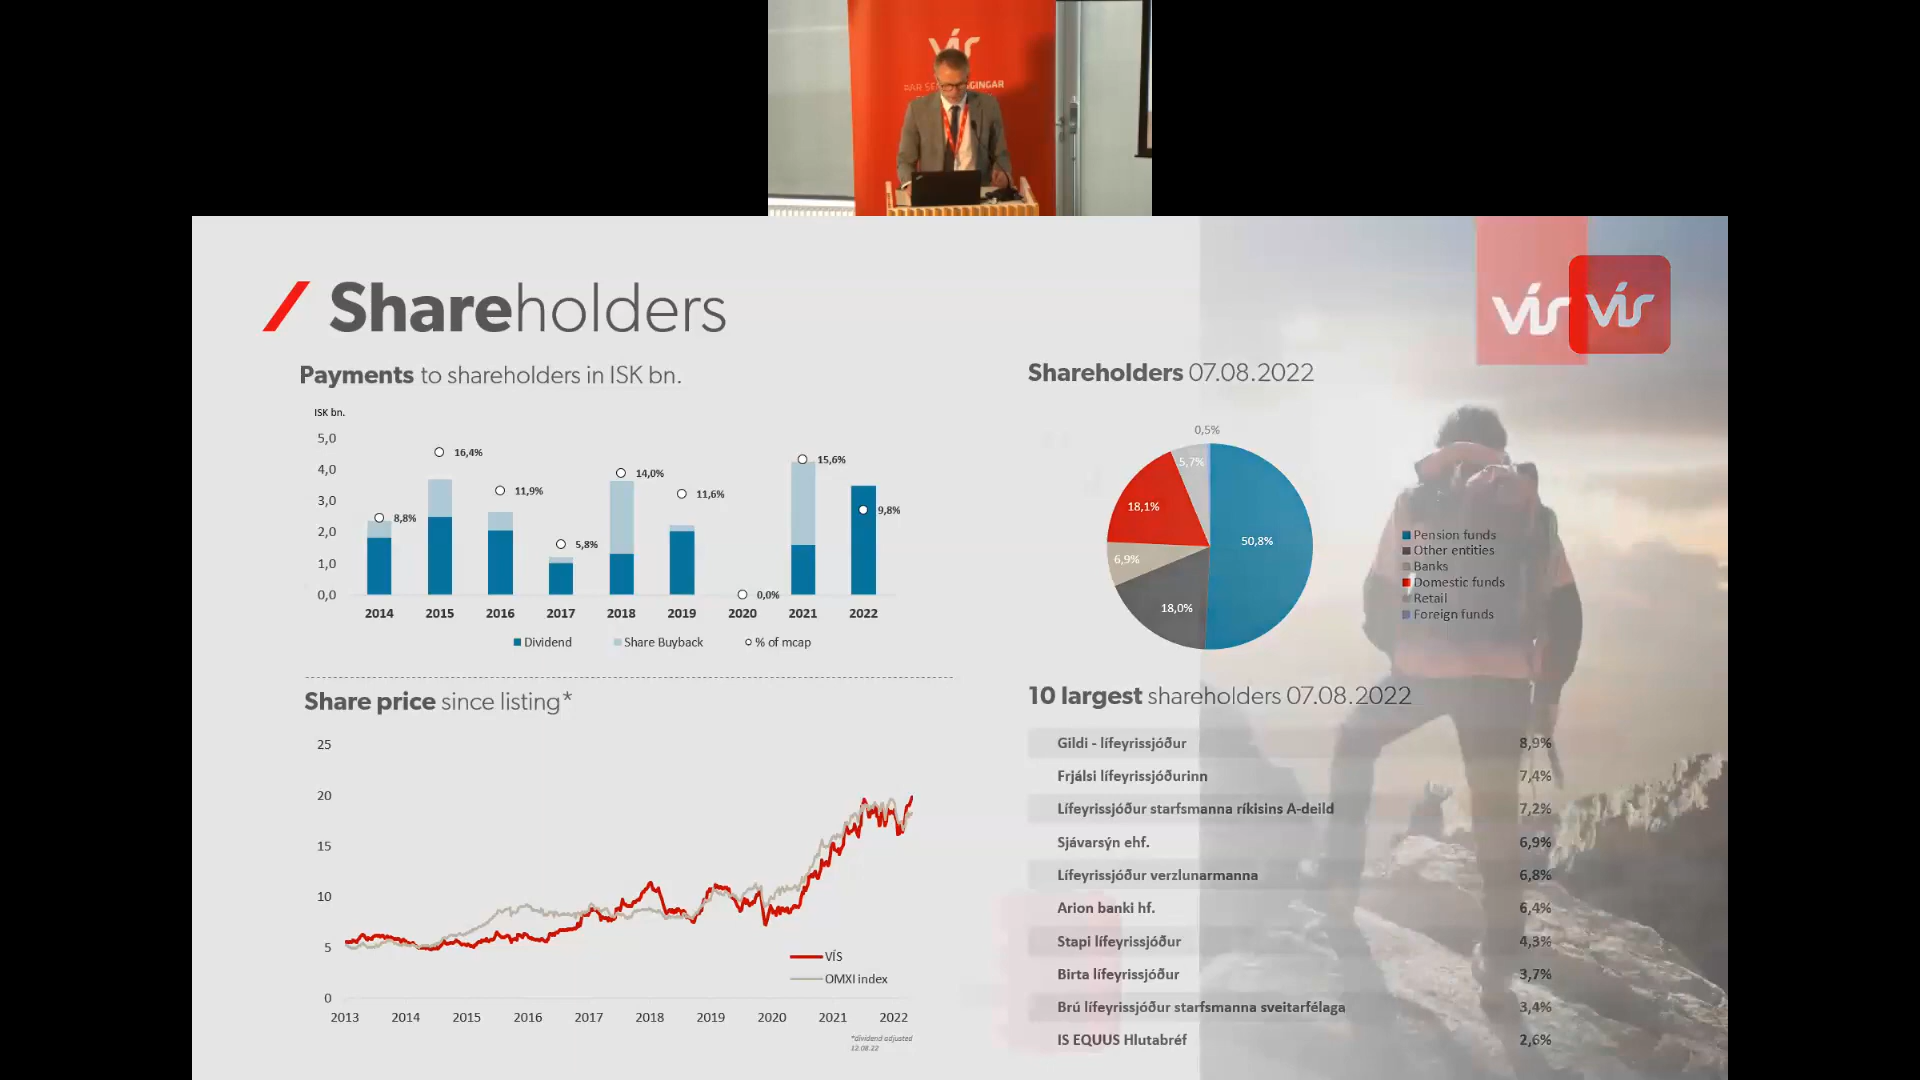 vís
Shareholders
vís
vís
Payments to shareholders in ISK bn.
ISK bn.
5,0
4,0
3,0
2,0
1,0
0,0
8,8%
16,4%
11,9%
5,8%
14,0%
11,6%
0,0%
15,6%
9,8%
2014 2015 2016 2017 2018 2019 2020 2021 2022
Dividend Share Buyback % of mcap
Share price since listing*
25
20
15
10
5
0
VÍS
OMXI index
2013 2014 2015 2016 2017 2018 2019 2020 2021 2022
*dividend adjusted
12.08.22
Shareholders 07.08.2022
0,5%
5,7%
18,1%
50,8%
6,9%
18,0%
Pension funds
Other entities
Banks
Domestic funds
Retail
Foreign funds
10 largest shareholders 07.08.2022
Gildi - lífeyrissjóður 8,9%
Frjálsi lífeyrissjóðurinn 7,4%
Lífeyrissjóður starfsmanna ríkisins A-deild 7,2%
Sjávarsýn ehf. 6,9%
Lífeyrissjóður verzlunarmanna 6,8%
Arion banki hf. 6,4%
Stapi lífeyrissjóður 4,3%
Birta lífeyrissjóður 3,7%
Brú lífeyrissjóður starfsmanna sveitarfélaga 3,4%
IS EQUUS Hlutabréf 2,6%